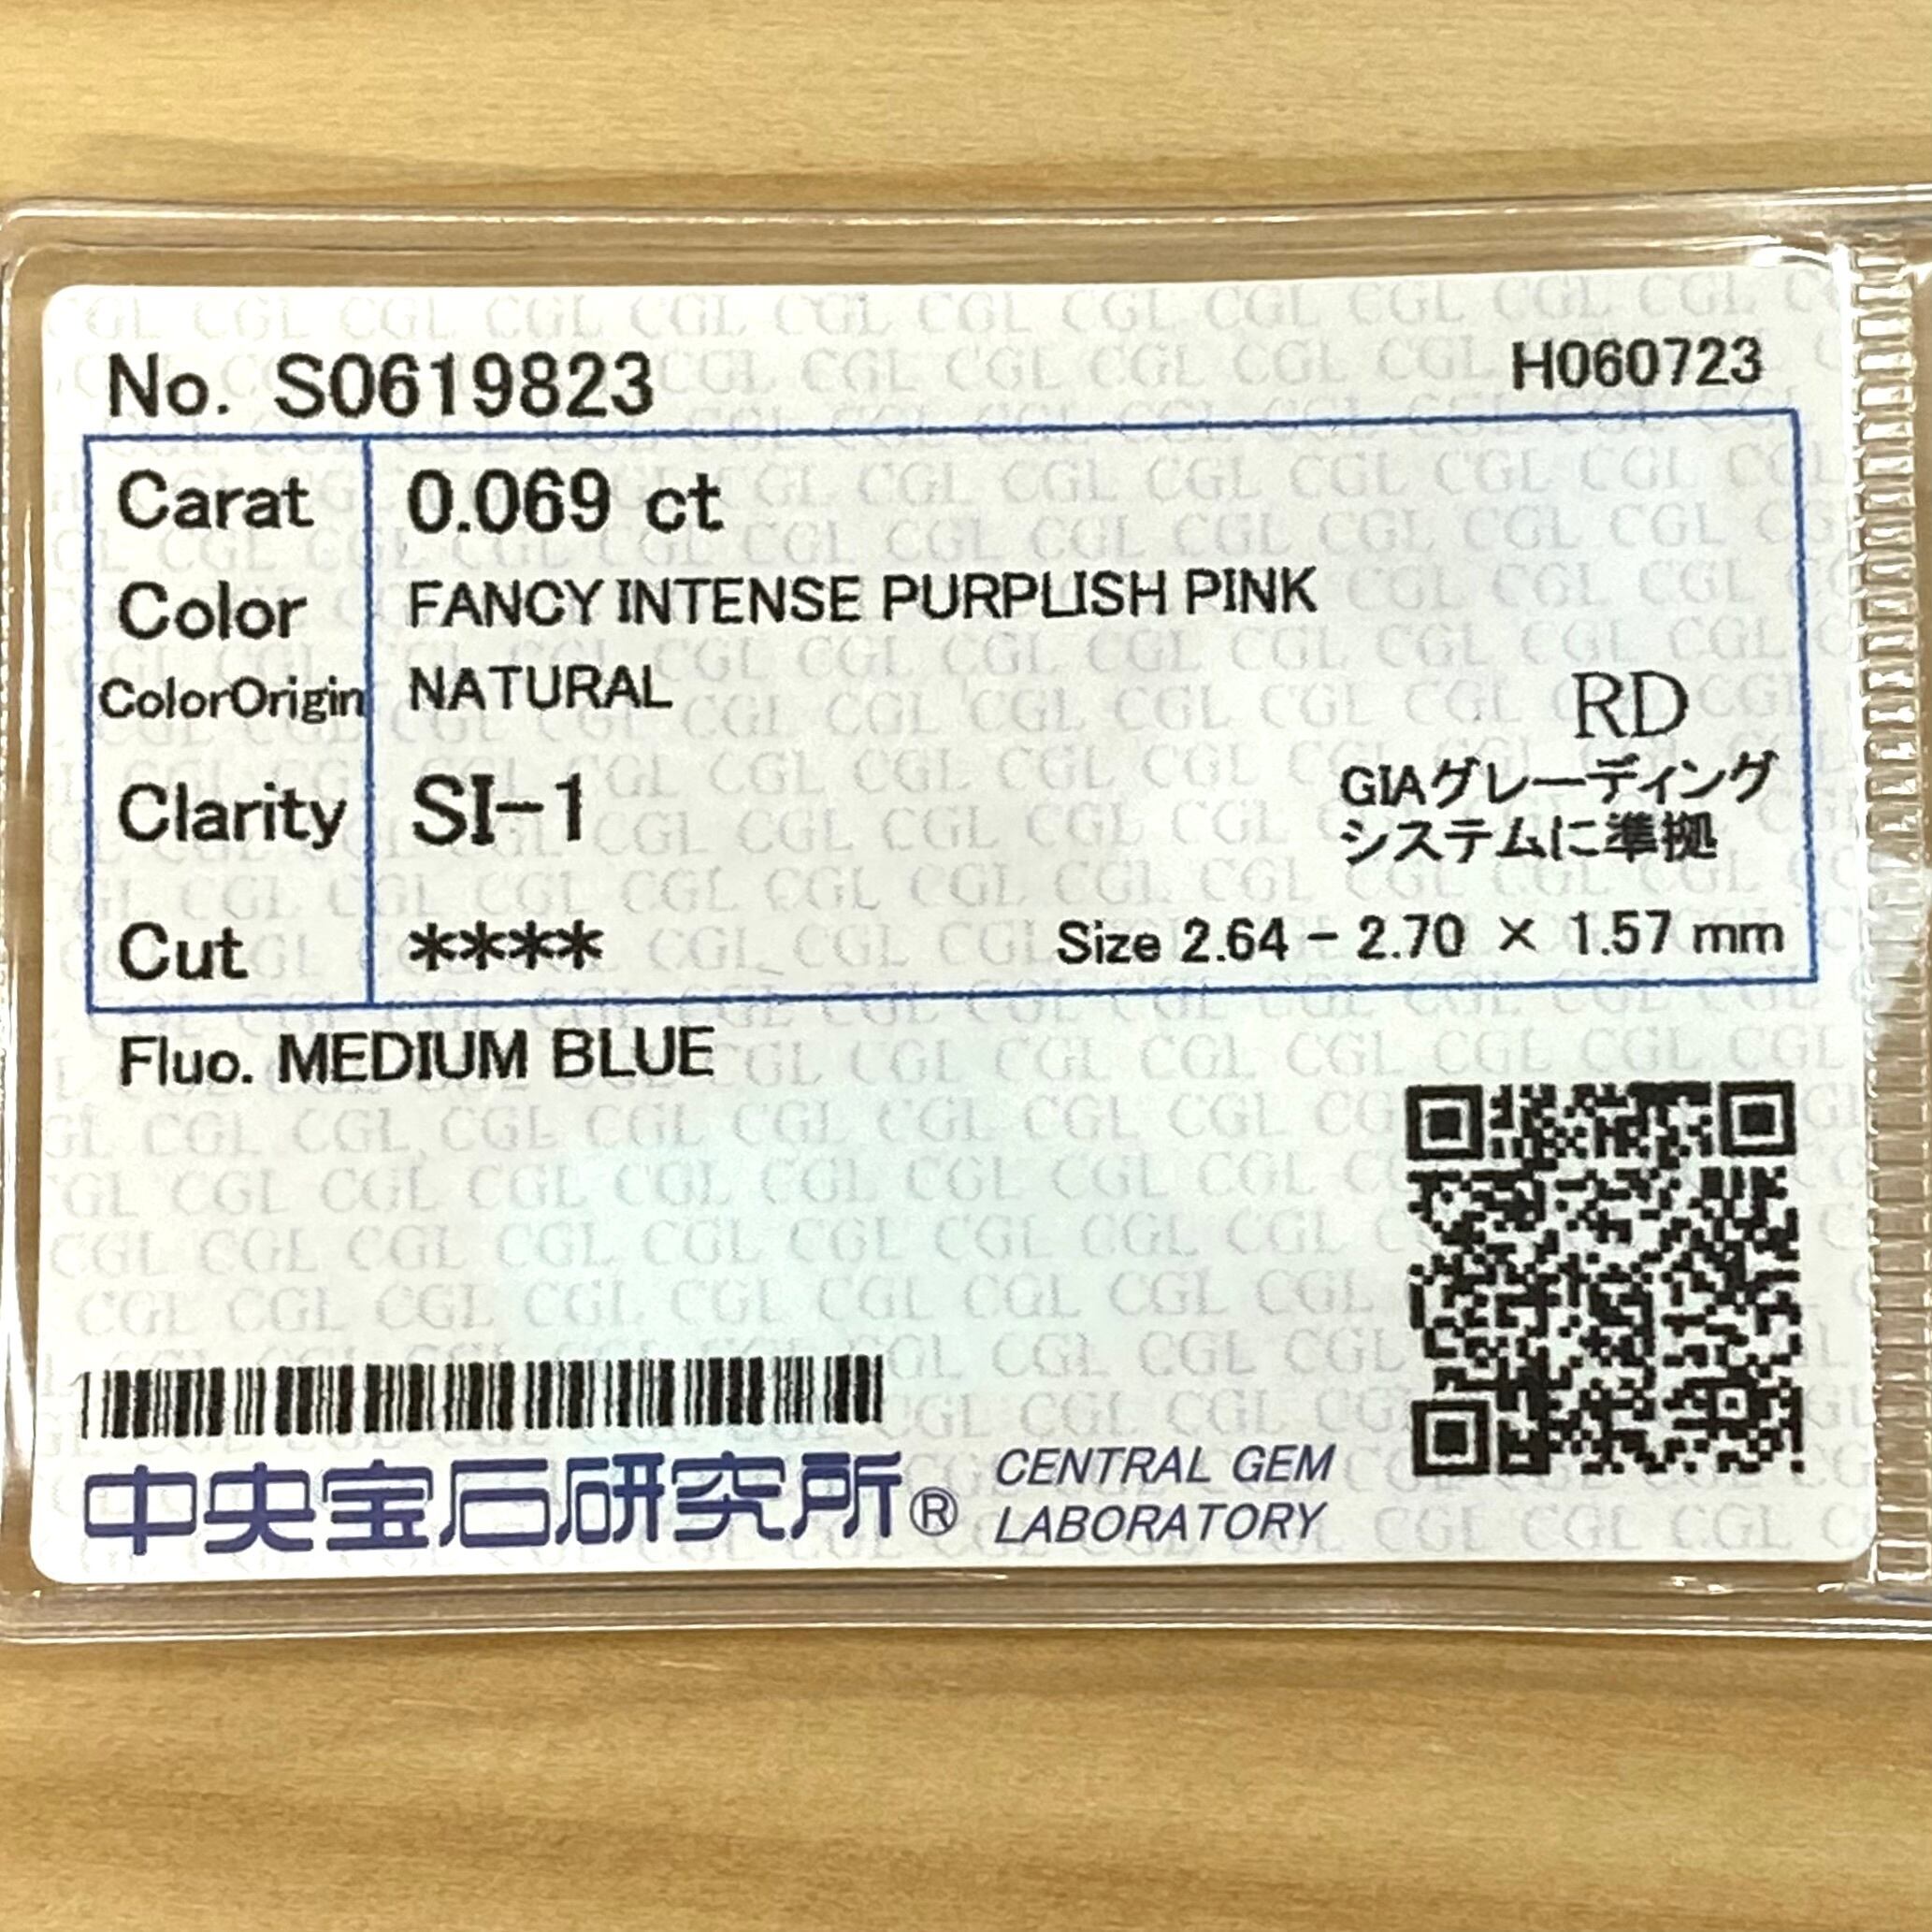 No. S0619823
H060723
Carat 0.069 ct
Color FANCY INTENSE PURPLISH PINK
ColorOrigin NATURAL
RD
Clarity SI-1
GIAグレーディング
システムに準拠
Cut ****
Size 2.64 - 2.70 × 1.57 mm
Fluo. MEDIUM BLUE
中央宝石研究所®
CENTRAL GEM
LABORATORY